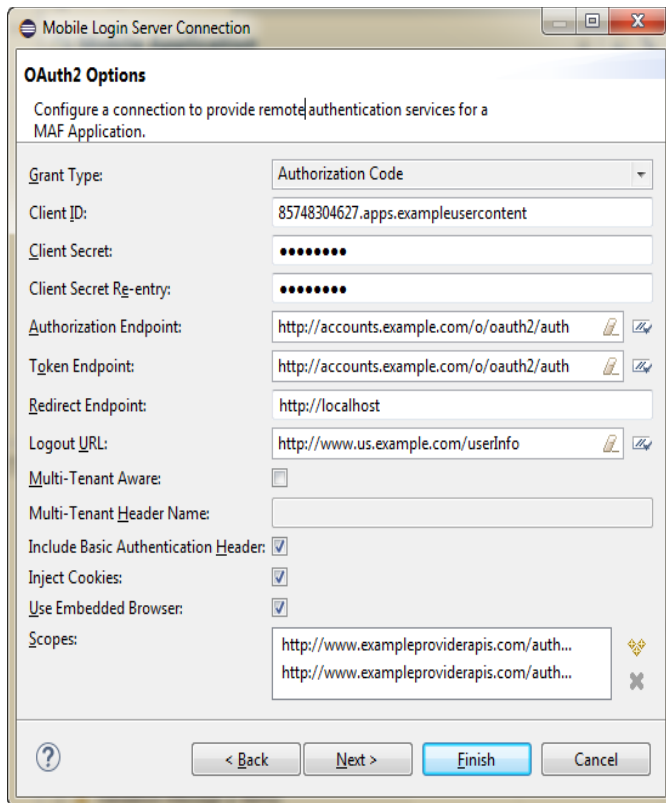 Mobile Login Server Connection
X
OAuth2 Options
Configure a connection to provide remote authentication services for a
MAF Application.
Grant Type: Authorization Code
Client ID: 85748304627.apps.exampleusercontent
Client Secret: ••••••••
Client Secret Re-entry: ••••••••
Authorization Endpoint: http://accounts.example.com/o/oauth2/auth
Token Endpoint: http://accounts.example.com/o/oauth2/auth
Redirect Endpoint: http://localhost
Logout URL: http://www.us.example.com/userInfo
Multi-Tenant Aware:
Multi-Tenant Header Name:
Include Basic Authentication Header:
Inject Cookies:
Use Embedded Browser:
Scopes: http://www.exampleproviderapis.com/auth...
http://www.exampleproviderapis.com/auth...
? < Back Next > Finish Cancel